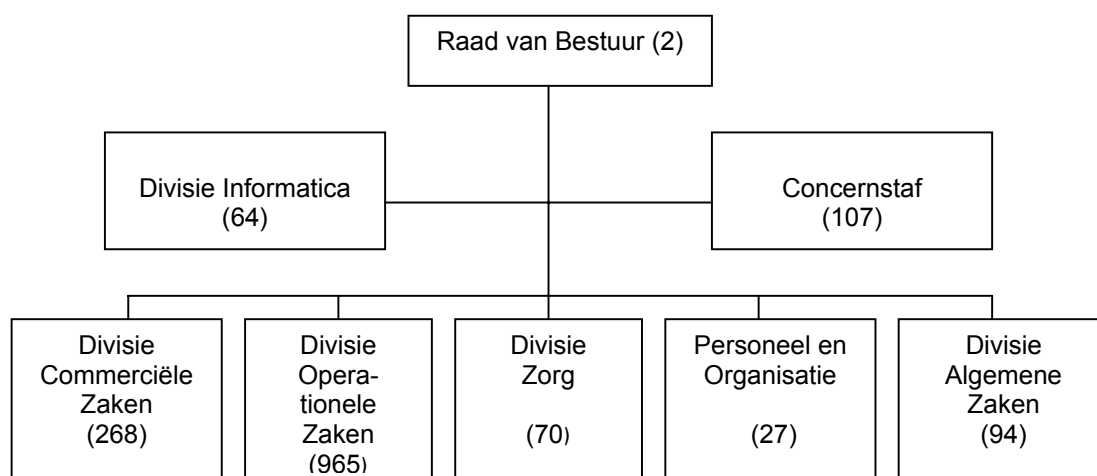 Raad van Bestuur (2)
Divisie Informatica
(64)
Concernstaf
(107)
Divisie
Commerciële
Zaken
(268)
Divisie
Opera-
tionele
Zaken
(965)
Divisie
Zorg
(70)
Personeel en
Organisatie
(27)
Divisie
Algemene
Zaken
(94)